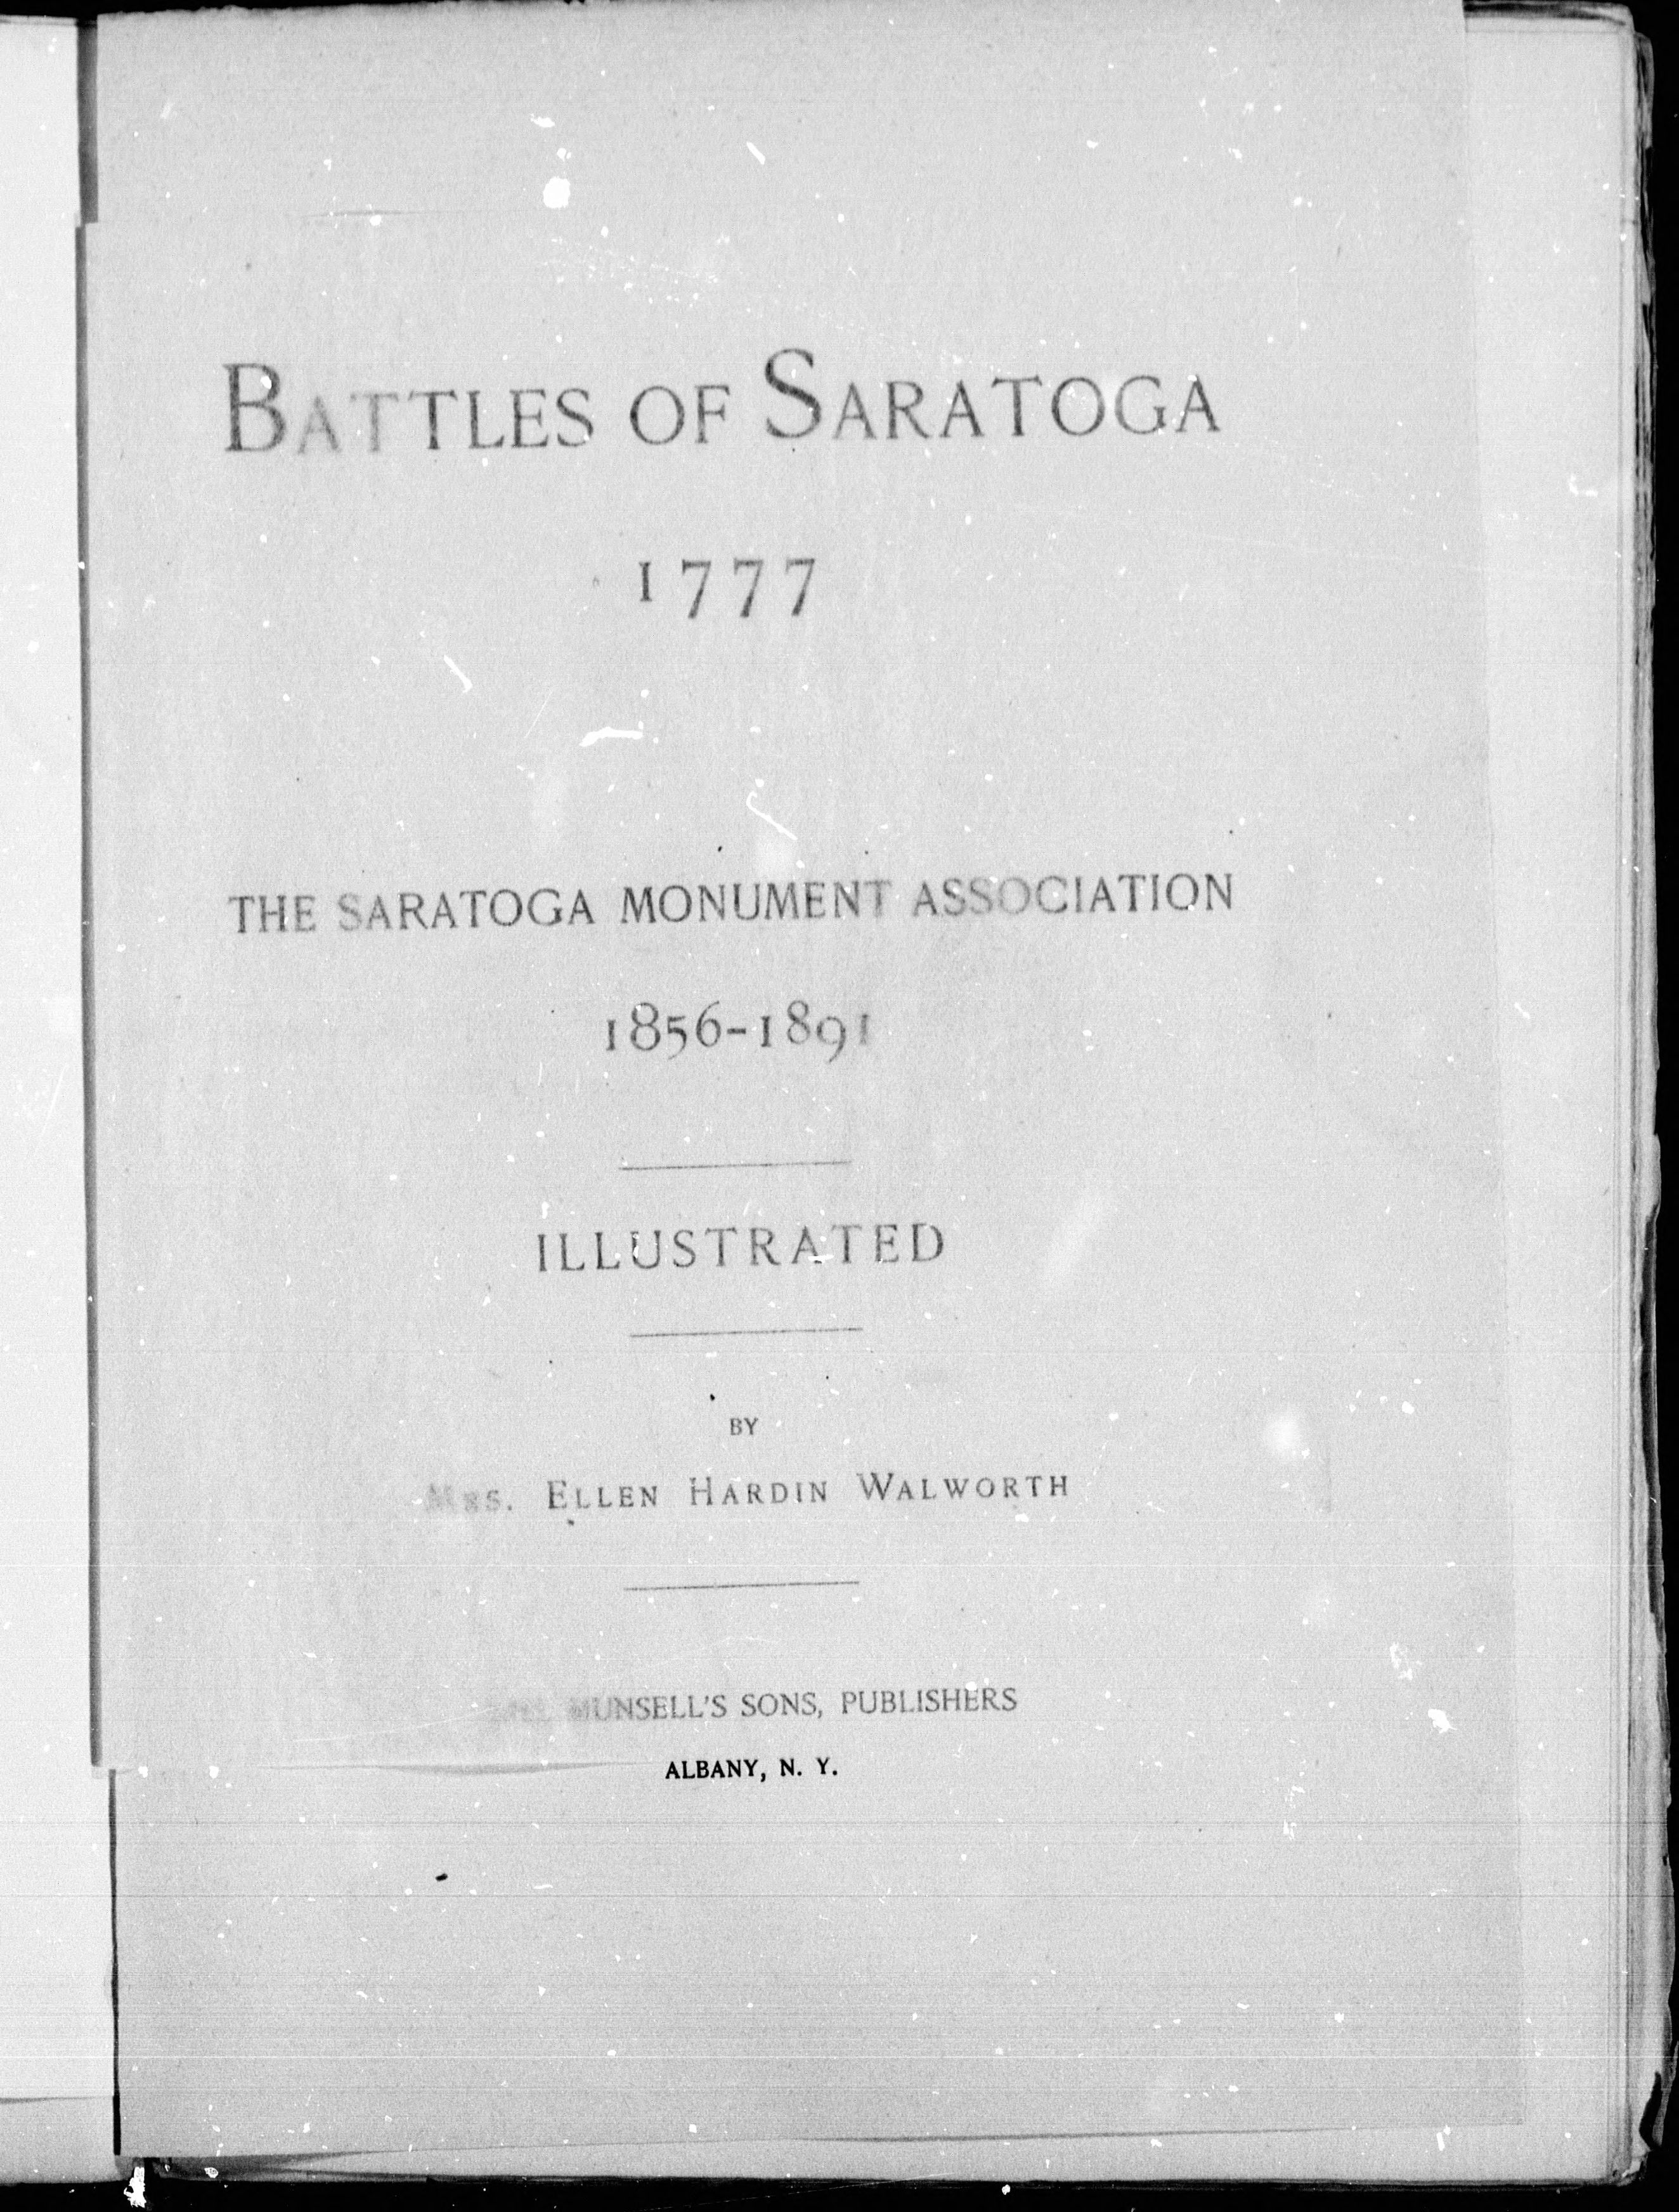 BATTLES OF SARATOGA
1777
THE SARATOGA MONUMENT ASSOCIATION
1856-1891
ILLUSTRATED
BY
MRS. ELLEN HARDIN WALWORTH
MUNSELL'S SONS, PUBLISHERS
ALBANY, N. Y.